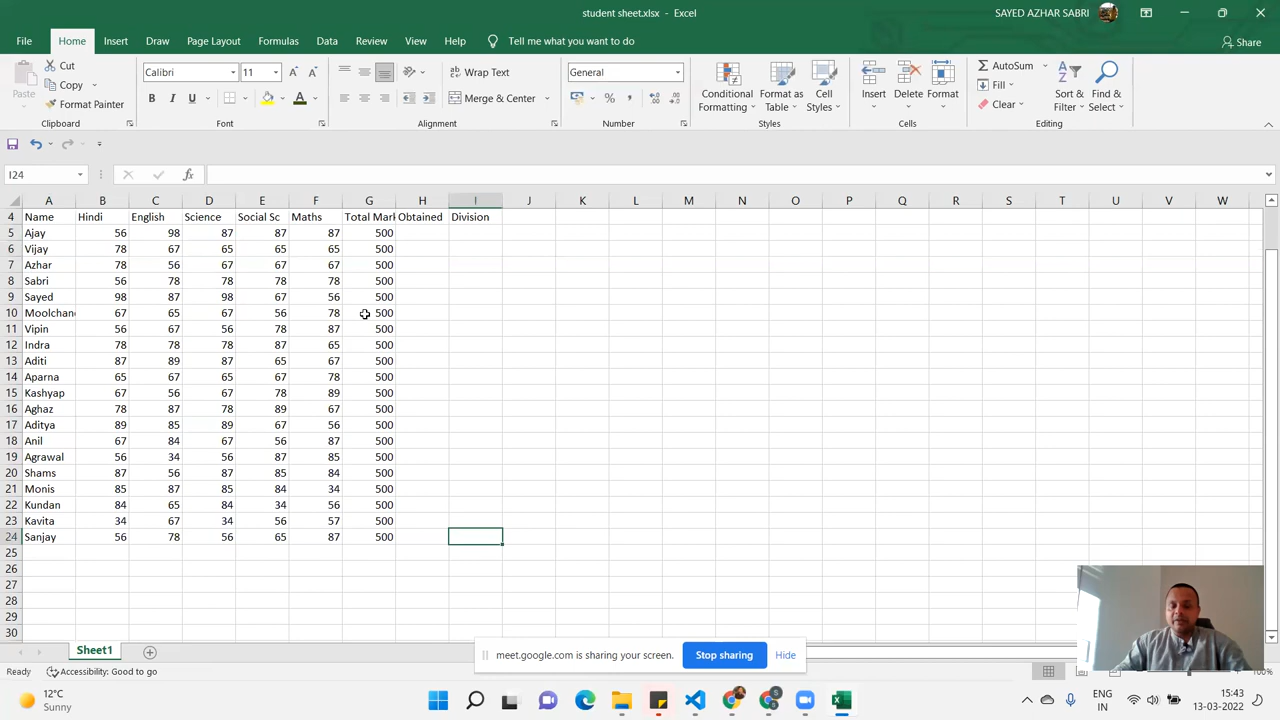 student sheet.xlsx - Excel
SAYED AZHAR SABRI
File Home Insert Draw Page Layout Formulas Data Review View Help Tell me what you want to do Share
Paste Cut Copy Format Painter Clipboard
Calibri 11 B I U A Font
Wrap Text Merge & Center Alignment
General % , Number
Conditional Formatting Format as Table Cell Styles Styles
Insert Delete Format Cells
AutoSum Fill Clear Sort & Filter Find & Select Editing
I24 fx
A B C D E F G H I J K L M N O P Q R S T U V W
4 Name Hindi English Science Social Sc Maths Total Mark Obtained Division
5 Ajay 56 98 87 87 87 500
6 Vijay 78 67 65 65 65 500
7 Azhar 78 56 67 67 67 500
8 Sabri 56 78 78 78 78 500
9 Sayed 98 87 98 67 56 500
10 Moolchan 67 65 67 56 78 500
11 Vipin 56 67 56 78 87 500
12 Indra 78 78 78 87 65 500
13 Aditi 87 89 87 65 67 500
14 Aparna 65 67 65 67 78 500
15 Kashyap 67 56 67 78 89 500
16 Aghaz 78 87 78 89 67 500
17 Aditya 89 85 89 67 56 500
18 Anil 67 84 67 56 87 500
19 Agrawal 56 34 56 87 85 500
20 Shams 87 56 87 85 84 500
21 Monis 85 87 85 84 34 500
22 Kundan 84 65 84 34 56 500
23 Kavita 34 67 34 56 57 500
24 Sanjay 56 78 56 65 87 500
25
26
27
28
29
30
Sheet1
meet.google.com is sharing your screen. Stop sharing Hide
Ready Accessibility: Good to go 100%
12°C
Sunny
ENG
IN
15:43
13-03-2022